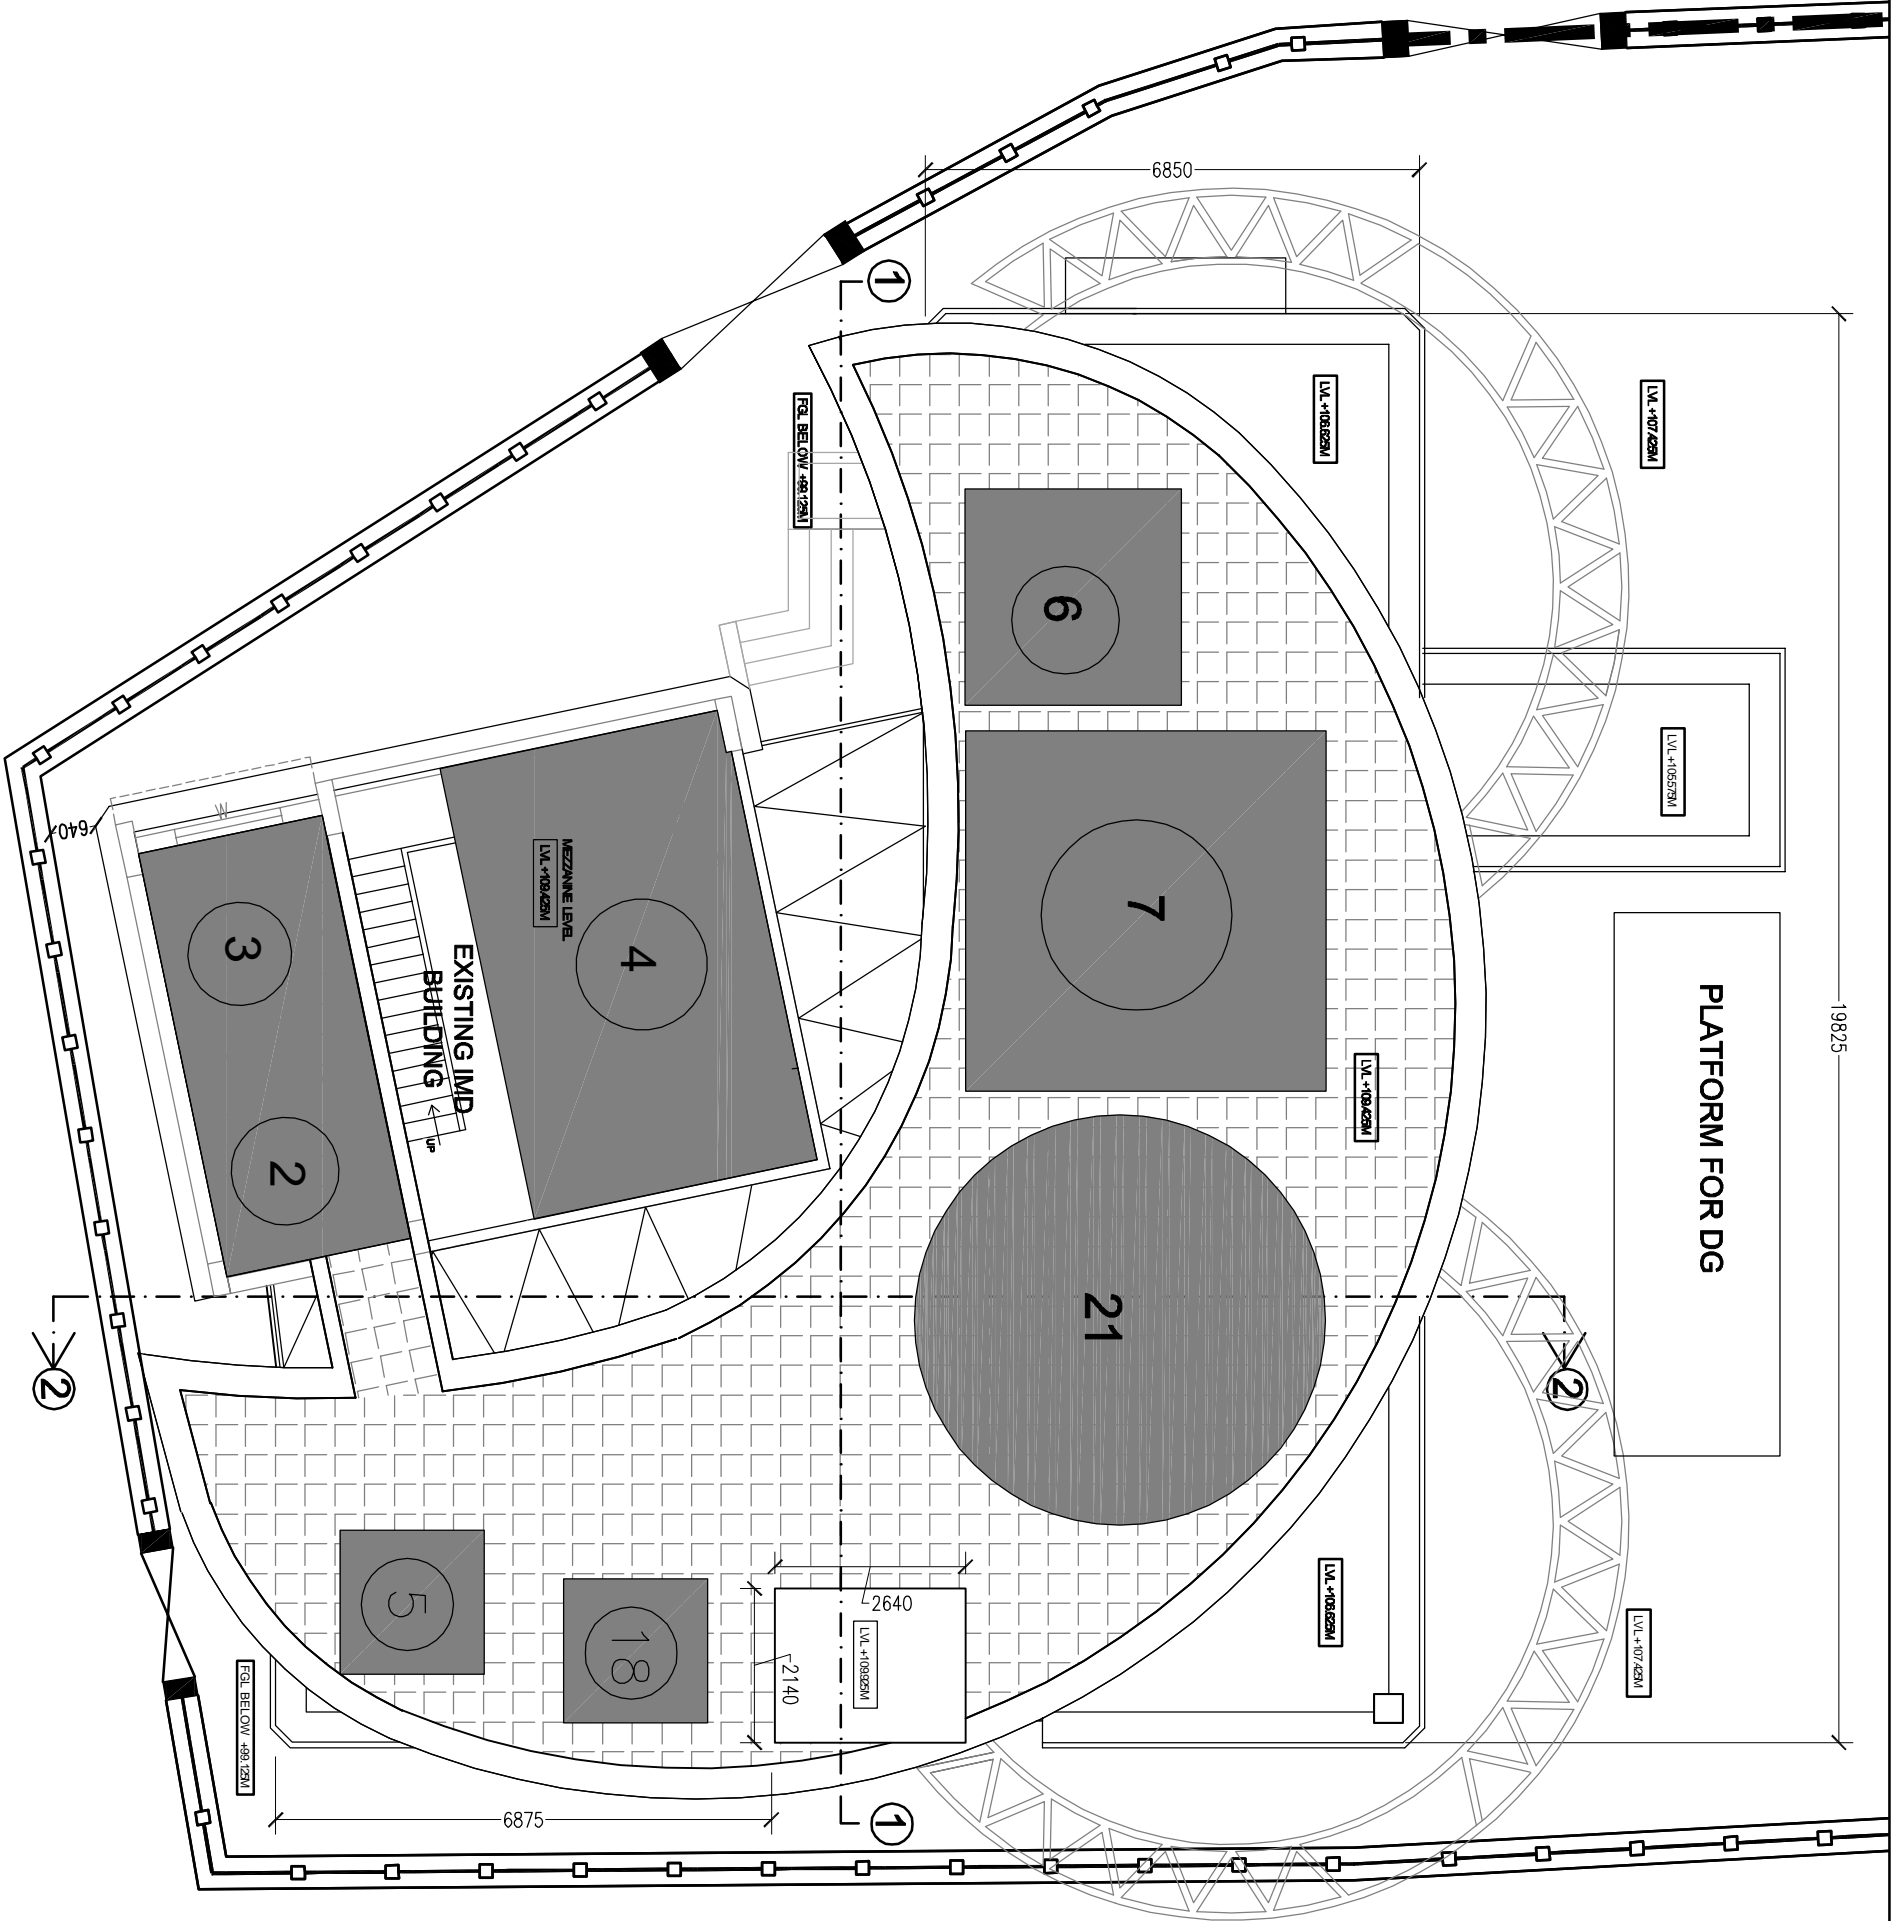 6850
1
LVL +106.625M
LVL +107.425M
FGL BELOW +99.125M
6
LVL +105.575M
7
640
MEZZANINE LEVEL
LVL +109.425M
4
3
EXISTING IMD
BUILDING
UP
2
19825
PLATFORM FOR DG
LVL +109.425M
21
2
2
5
18
2640
2140
LVL +109.925M
LVL +106.625M
LVL +107.425M
FGL BELOW +99.125M
6875
1